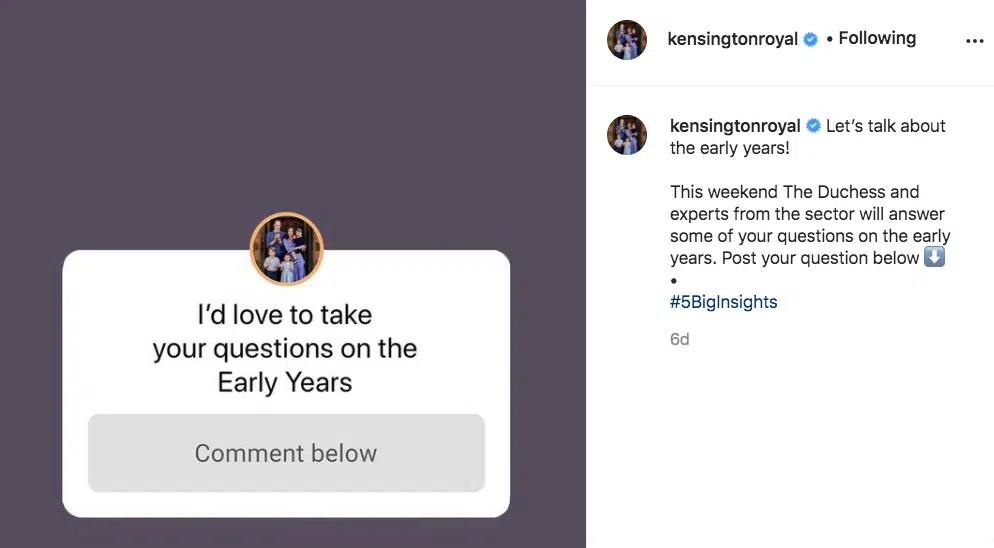 I'd love to take
your questions on the
Early Years
Comment below
kensingtonroyal • Following
kensingtonroyal Let's talk about
the early years!
This weekend The Duchess and
experts from the sector will answer
some of your questions on the early
years. Post your question below ⬇️
•
#5BigInsights
6d